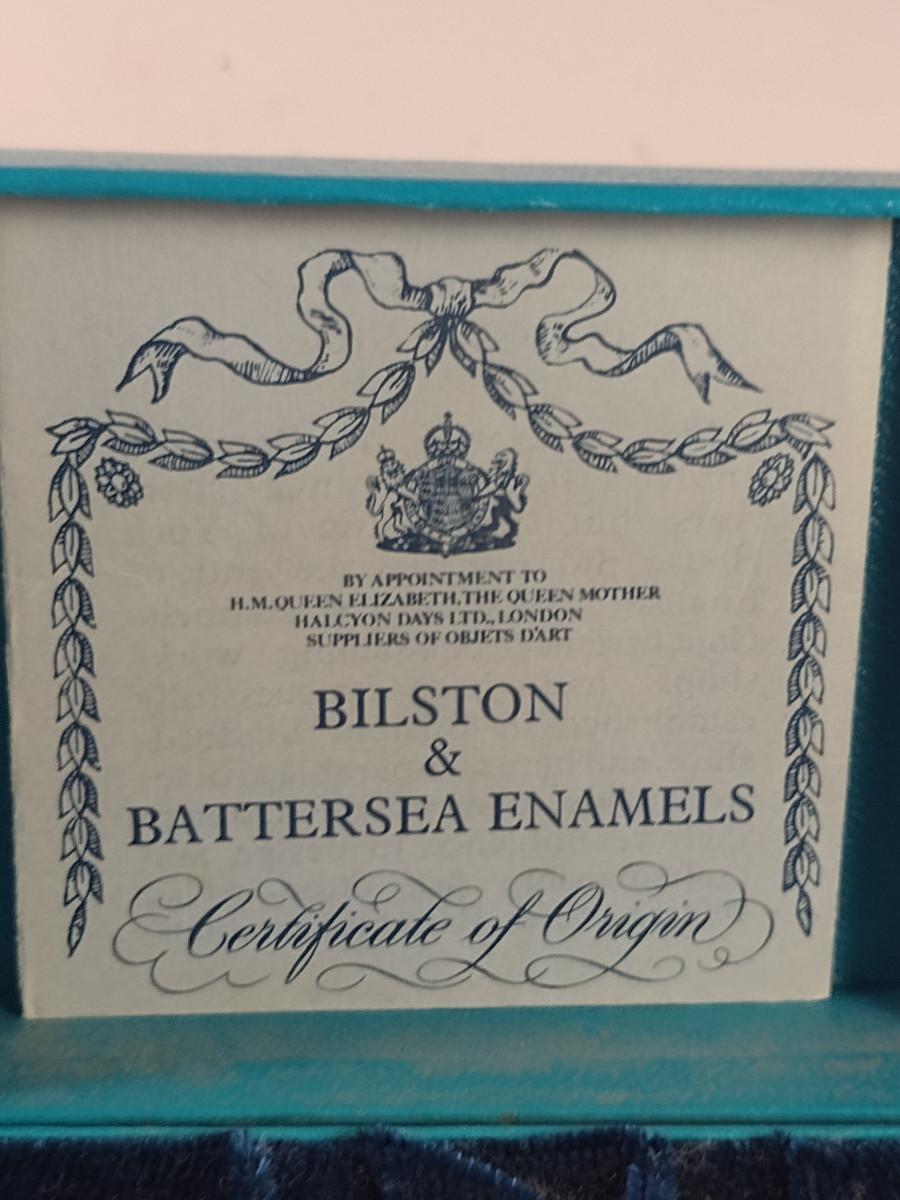 BY APPOINTMENT TO
H.M. QUEEN ELIZABETH, THE QUEEN MOTHER
HALCYON DAYS LTD., LONDON
SUPPLIERS OF OBJETS D'ART
BILSTON
&
BATTERSEA ENAMELS
Certificate of Origin